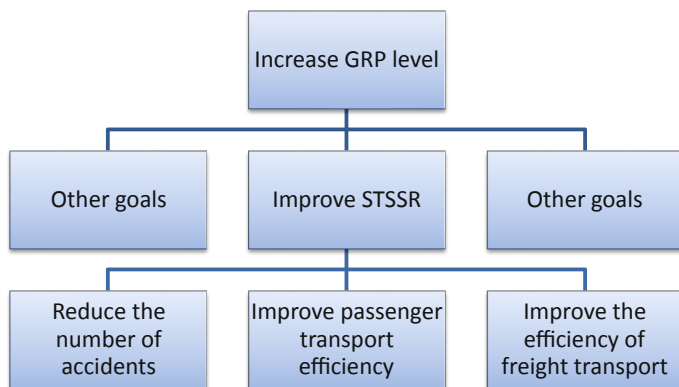 Increase GRP level
Other goals
Improve STSSR
Other goals
Reduce the
number of
accidents
Improve passenger
transport
efficiency
Improve the
efficiency of
freight transport